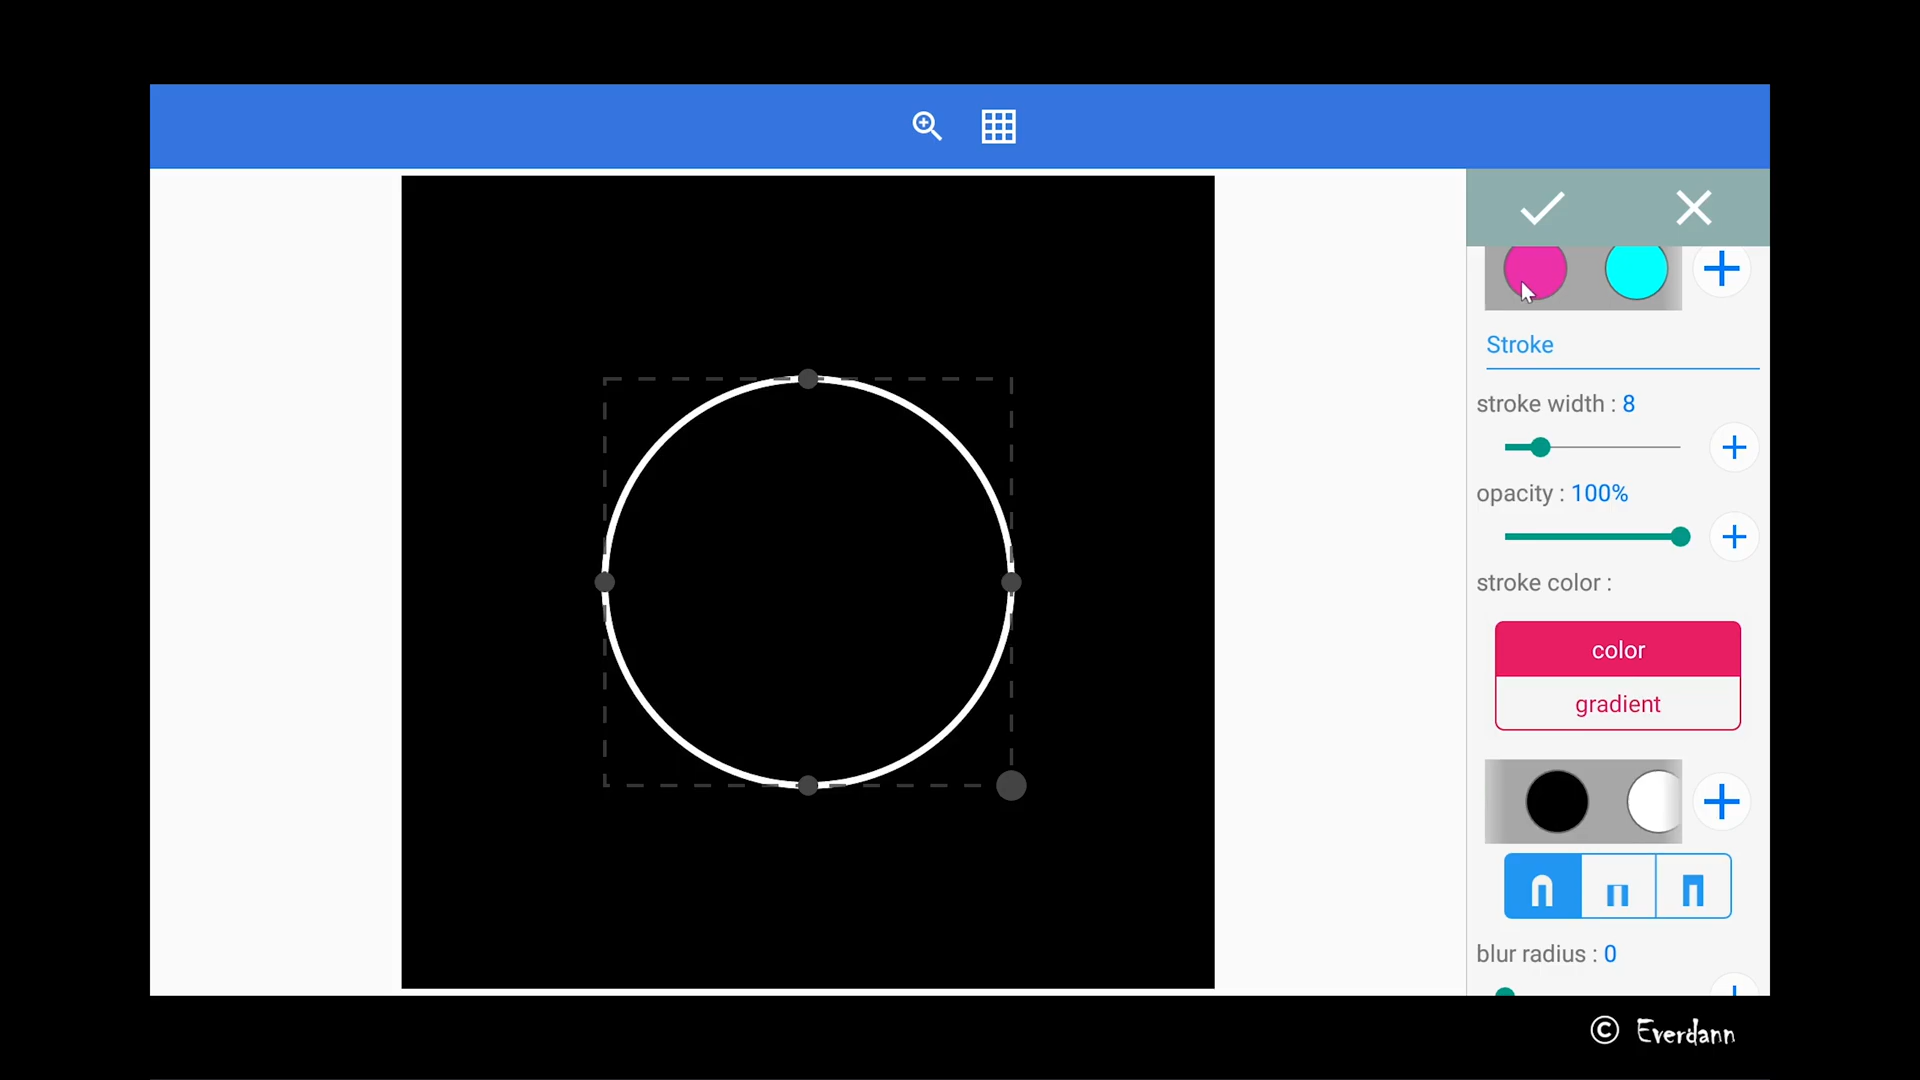 Stroke
stroke width : 8
opacity : 100%
stroke color :
color
gradient
blur radius : 0
© Everdann